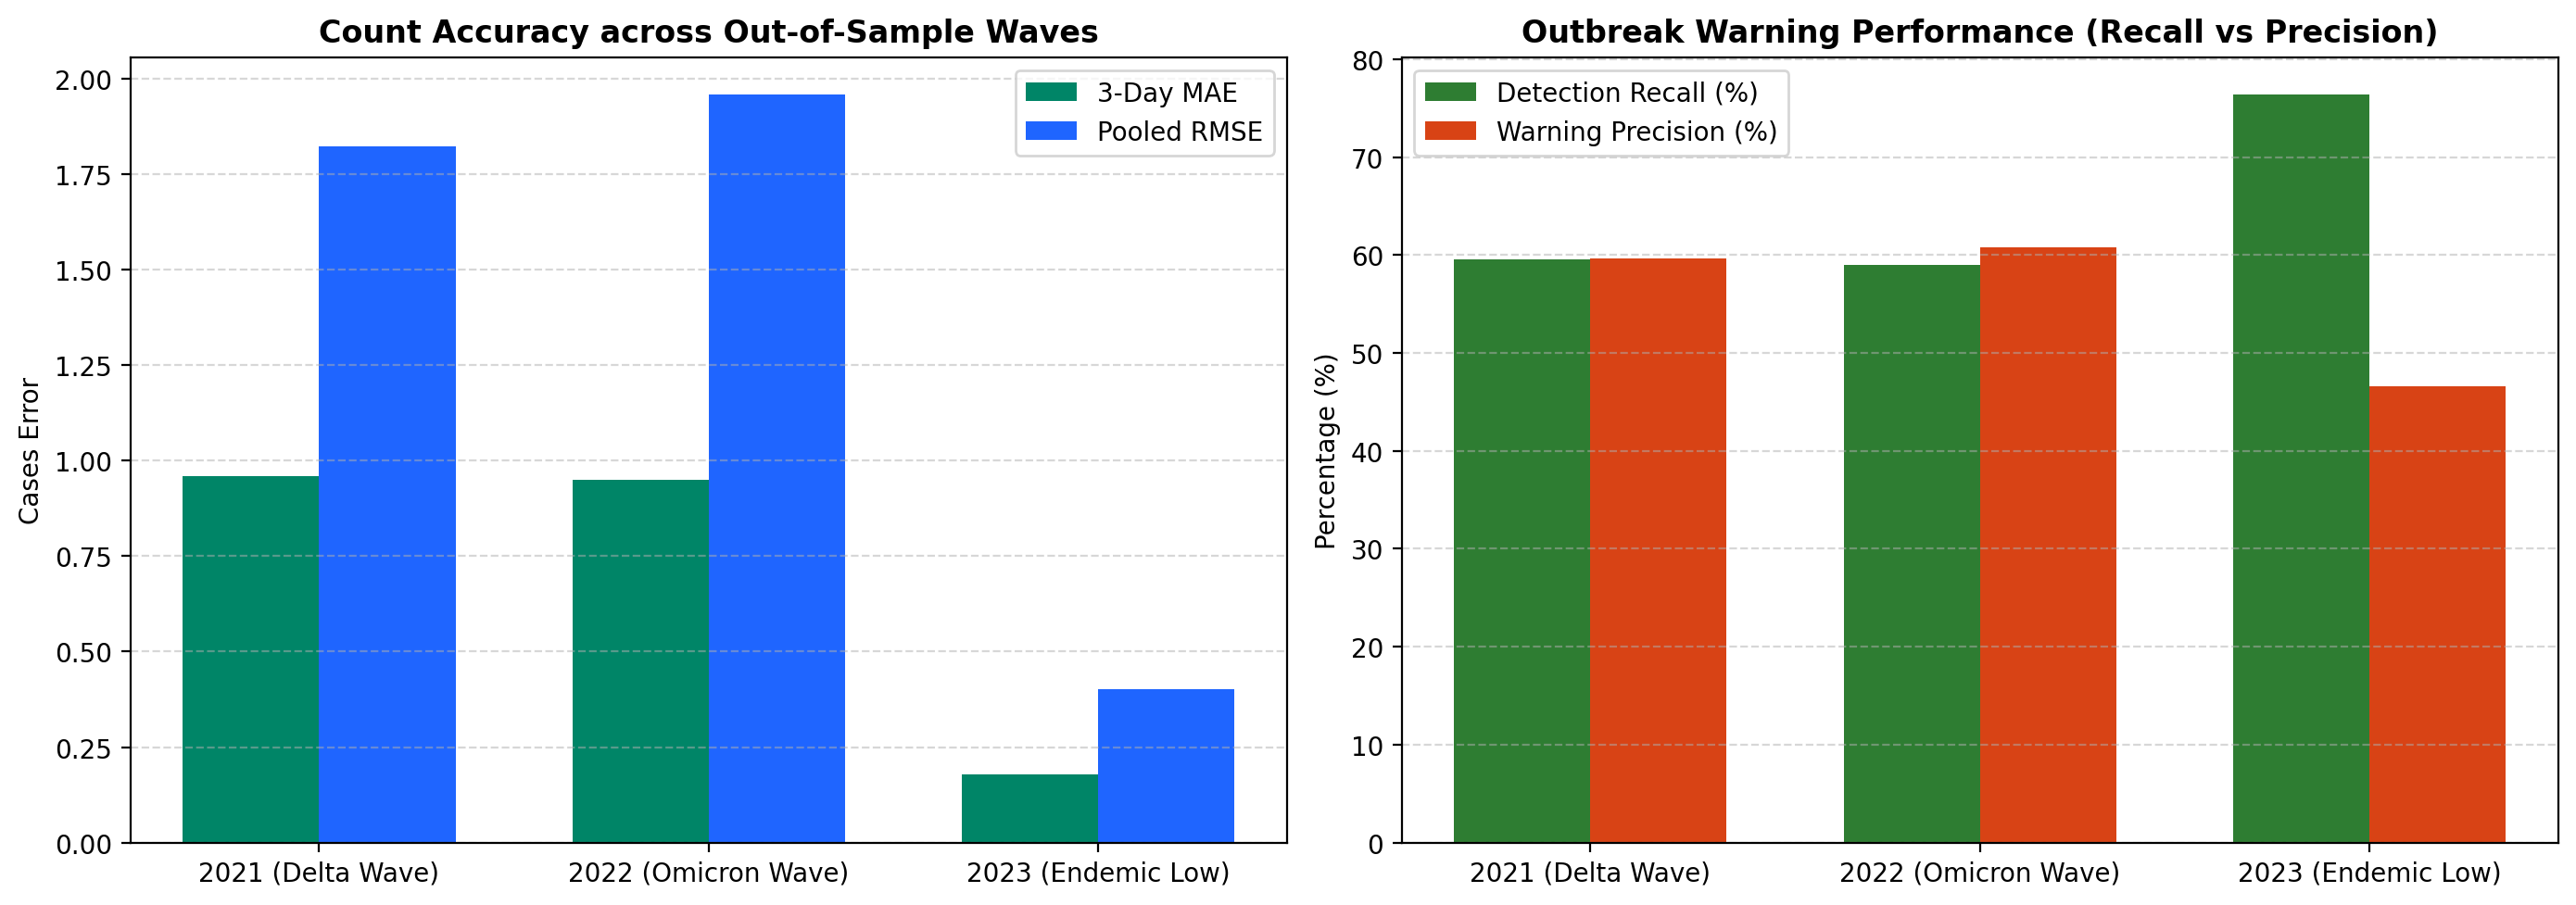 Count Accuracy across Out-of-Sample Waves
3-Day MAE
Pooled RMSE
Cases Error
2.00
1.75
1.50
1.25
1.00
0.75
0.50
0.25
0.00
2021 (Delta Wave)
2022 (Omicron Wave)
2023 (Endemic Low)
Outbreak Warning Performance (Recall vs Precision)
Detection Recall (%)
Warning Precision (%)
Percentage (%)
80
70
60
50
40
30
20
10
0
2021 (Delta Wave)
2022 (Omicron Wave)
2023 (Endemic Low)